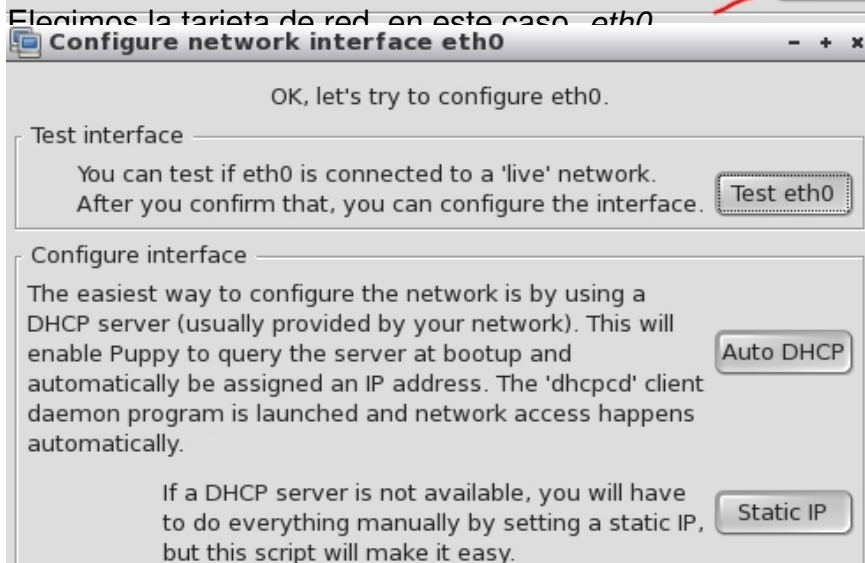 Elegimos la tarjeta de red, en este caso, eth0
Configure network interface eth0
OK, let's try to configure eth0.
Test interface
You can test if eth0 is connected to a 'live' network.
After you confirm that, you can configure the interface.
Test eth0
Configure interface
The easiest way to configure the network is by using a
DHCP server (usually provided by your network). This will
enable Puppy to query the server at bootup and
automatically be assigned an IP address. The 'dhcpcd' client
daemon program is launched and network access happens
automatically.
Auto DHCP
If a DHCP server is not available, you will have
to do everything manually by setting a static IP,
but this script will make it easy.
Static IP